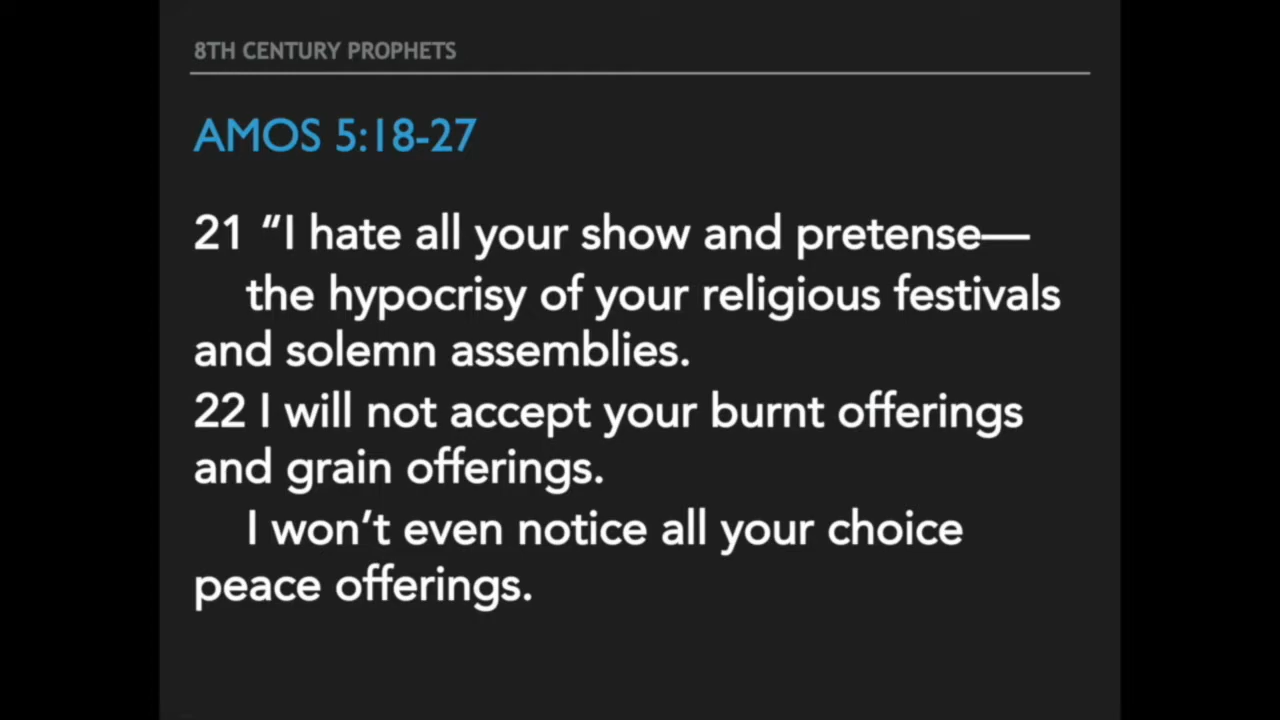 8TH CENTURY PROPHETS
AMOS 5:18-27
21 “I hate all your show and pretense—
the hypocrisy of your religious festivals
and solemn assemblies.
22 I will not accept your burnt offerings
and grain offerings.
I won’t even notice all your choice
peace offerings.